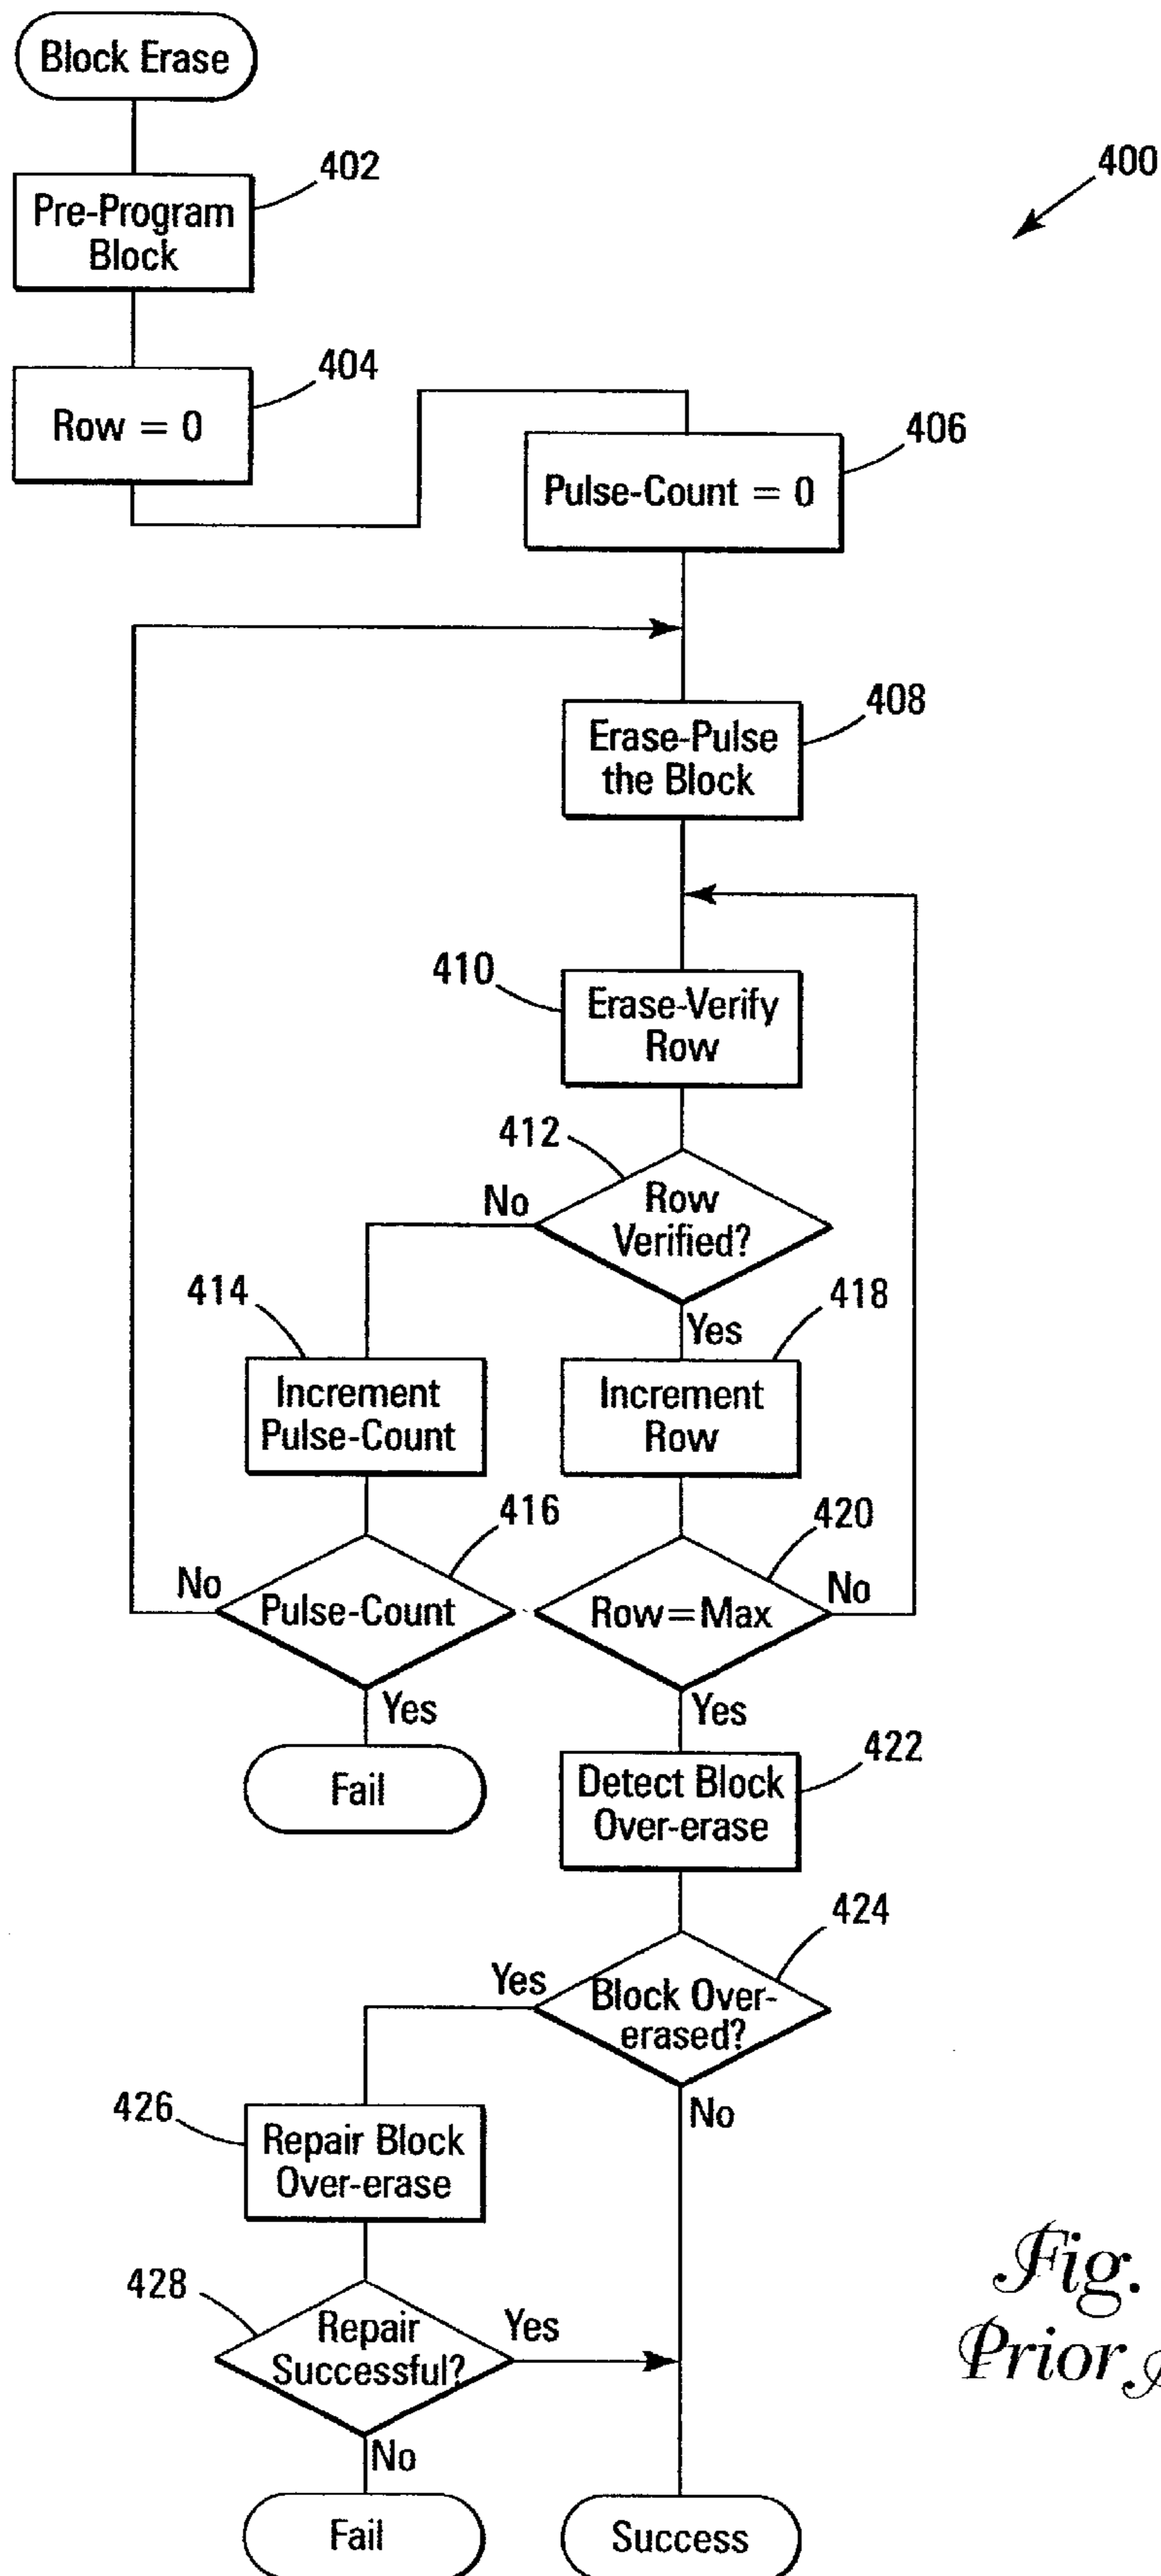 Block Erase
402
400
Pre-Program
Block
404
Row = 0
406
Pulse-Count = 0
408
Erase-Pulse
the Block
410
Erase-Verify
Row
412
No
Row
Verified?
414
418
Yes
Increment
Pulse-Count
Increment
Row
416
420
No
Pulse-Count
Row=Max
No
Yes
Yes
422
Fail
Detect Block
Over-erase
424
Yes
Block Over-
erased?
426
No
Repair Block
Over-erase
428
Repair
Successful?
Yes
No
Fail
Success
Fig.
Prior